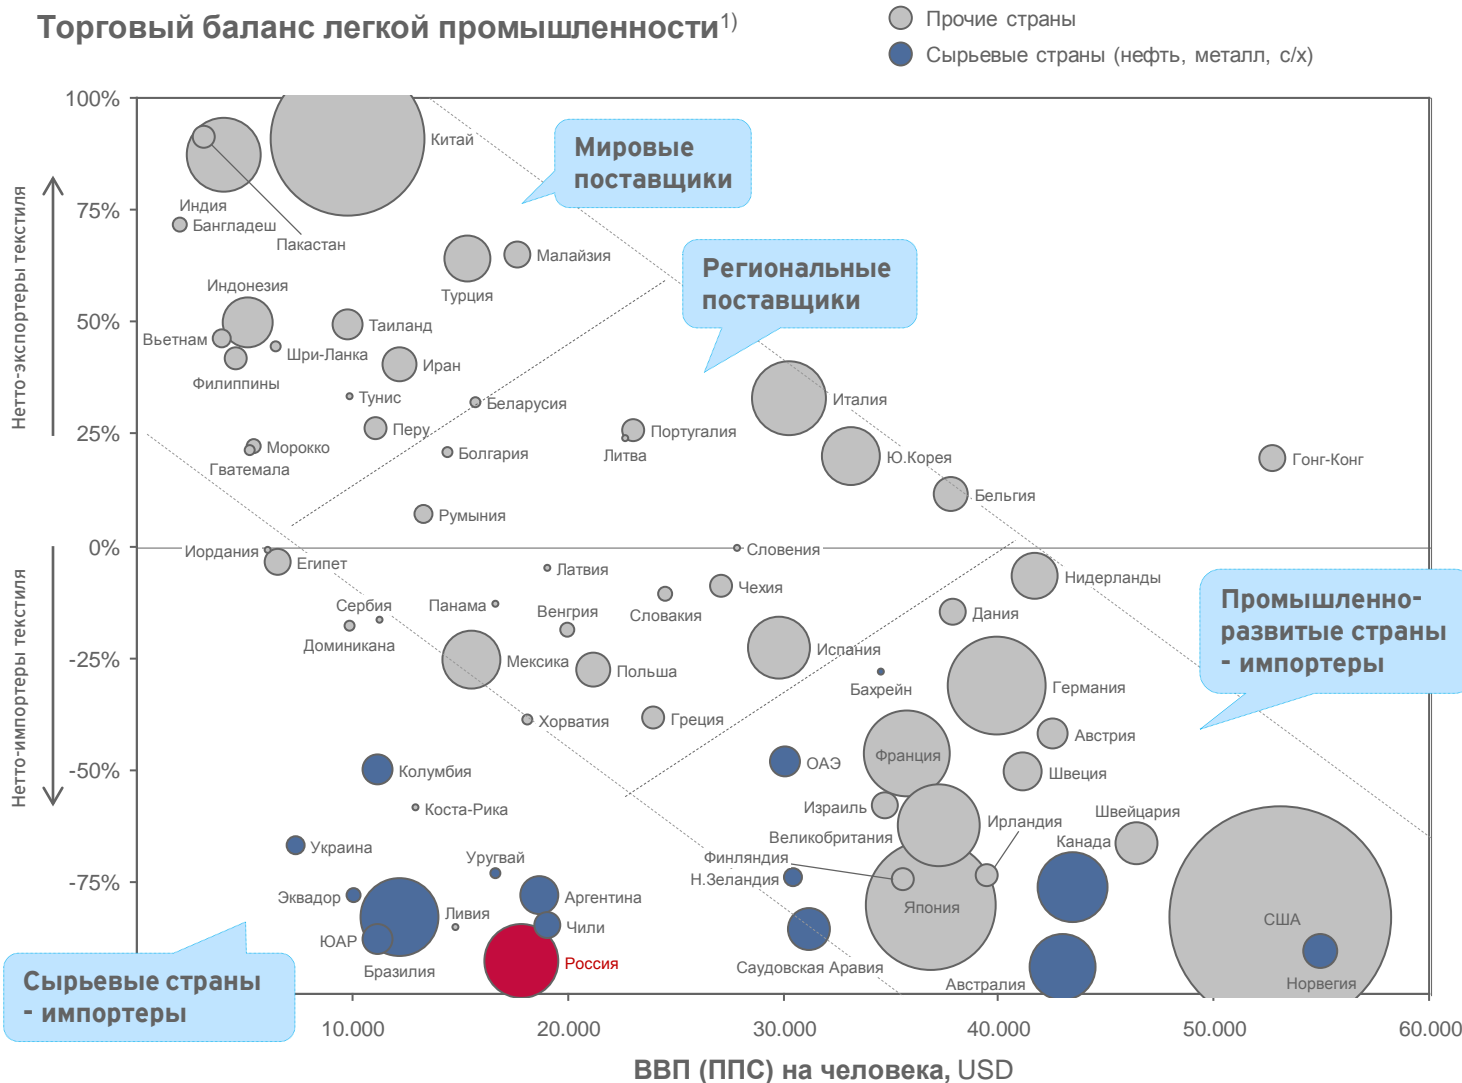 Торговый баланс легкой промышленности1)
Прочие страны
Сырьевые страны (нефть, металл, с/х)
100%
75%
50%
25%
0%
-25%
-50%
-75%
Нетто-экспортеры текстиля
Нетто-импортеры текстиля
Китай
Мировые
поставщики
Индия
Бангладеш
Пакастан
Малайзия
Турция
Региональные
поставщики
Индонезия
Вьетнам
Таиланд
Шри-Ланка
Иран
Филиппины
Тунис
Беларусия
Италия
Перу
Португалия
Морокко
Гватемала
Болгария
Литва
Ю.Корея
Гонг-Конг
Бельгия
Румыния
Иордания
Египет
Словения
Латвия
Чехия
Нидерланды
Сербия
Панама
Венгрия
Словакия
Дания
Доминикана
Промышленно-
развитые страны
- импортеры
Мексика
Польша
Испания
Бахрейн
Германия
Хорватия
Греция
Австрия
Франция
Колумбия
ОАЭ
Швеция
Коста-Рика
Израиль
Швейцария
Великобритания
Ирландия
Канада
Украина
Уругвай
Финляндия
Н.Зеландия
Эквадор
Аргентина
Ливия
Чили
Япония
США
ЮАР
Бразилия
Россия
Саудовская Аравия
Австралия
Норвегия
Сырьевые страны
- импортеры
10.000
20.000
30.000
40.000
50.000
60.000
ВВП (ППС) на человека, USD